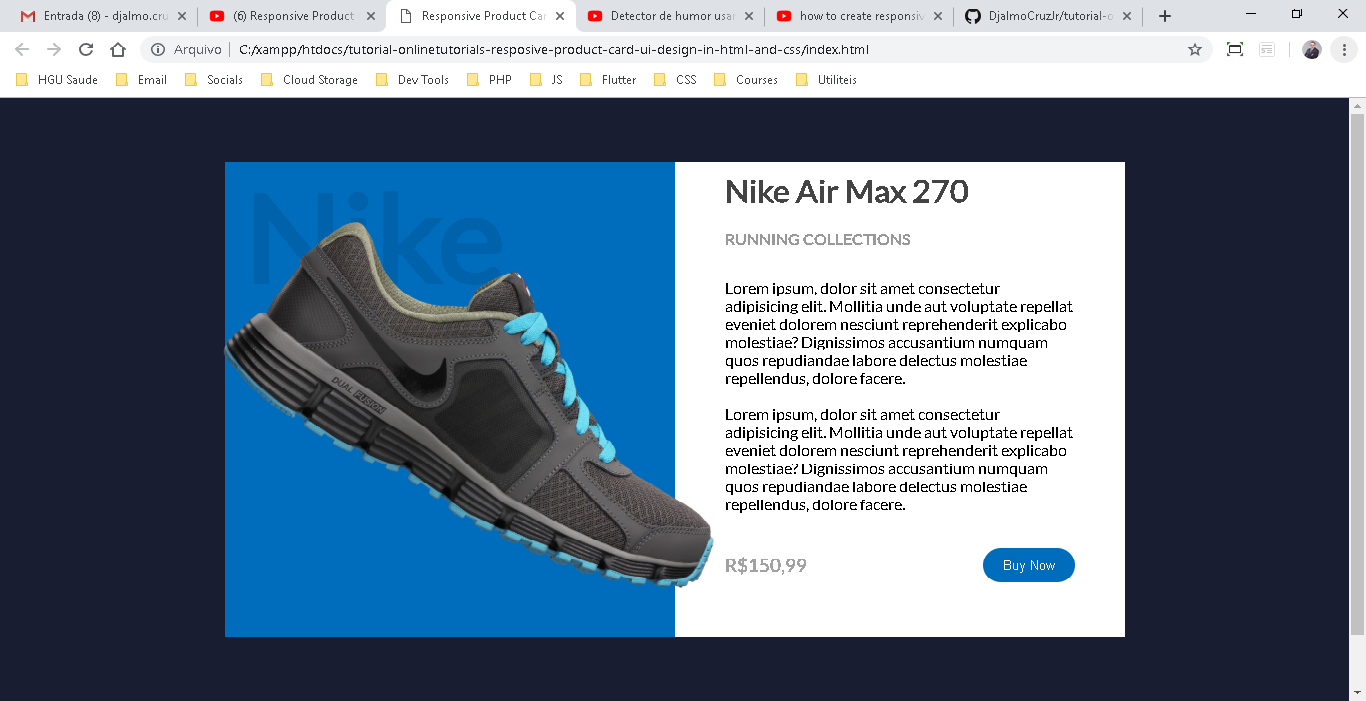 Entrada (8) - djalmo.cru
(6) Responsive Product
Responsive Product Car
Detector de humor usar
how to create responsiv
DjalmoCruzJr/tutorial-o
Arquivo
C:/xampp/htdocs/tutorial-onlinetutorials-resposive-product-card-ui-design-in-html-and-css/index.html
HGU Saude
Email
Socials
Cloud Storage
Dev Tools
PHP
JS
Flutter
CSS
Courses
Utiliteis
Nike
DUAL FUSION
Nike Air Max 270
RUNNING COLLECTIONS
Lorem ipsum, dolor sit amet consectetur
adipisicing elit. Mollitia unde aut voluptate repellat
eveniet dolorem nesciunt reprehenderit explicabo
molestiae? Dignissimos accusantium numquam
quos repudiandae labore delectus molestiae
repellendus, dolore facere.
Lorem ipsum, dolor sit amet consectetur
adipisicing elit. Mollitia unde aut voluptate repellat
eveniet dolorem nesciunt reprehenderit explicabo
molestiae? Dignissimos accusantium numquam
quos repudiandae labore delectus molestiae
repellendus, dolore facere.
R$150,99
Buy Now